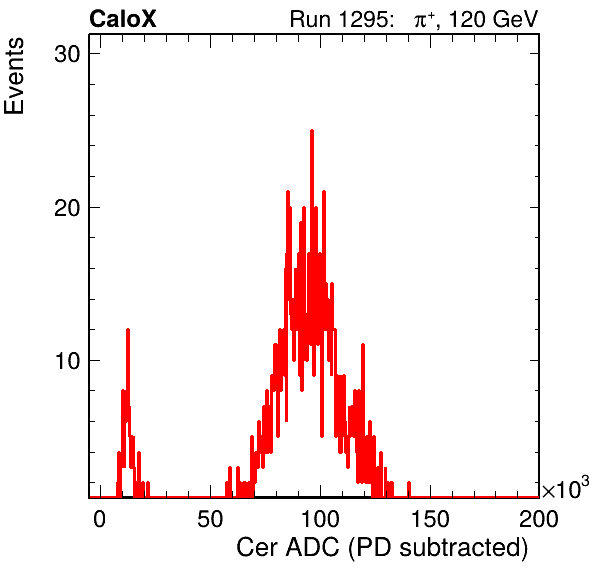 CaloX Run 1295: π⁺, 120 GeV
Events
30
20
10
0 50 100 150 200
×10³
Cer ADC (PD subtracted)